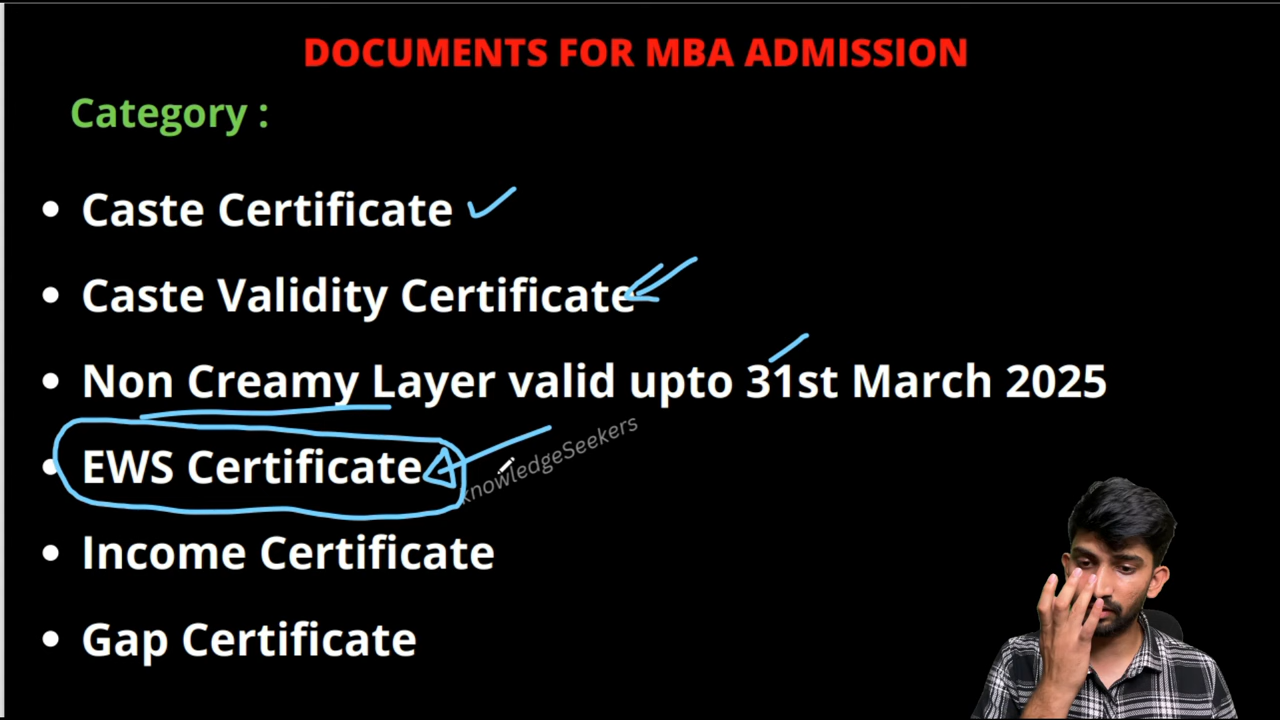 DOCUMENTS FOR MBA ADMISSION
Category :
• Caste Certificate
• Caste Validity Certificate
• Non Creamy Layer valid upto 31st March 2025
• EWS Certificate
knowledgeSeekers
• Income Certificate
• Gap Certificate